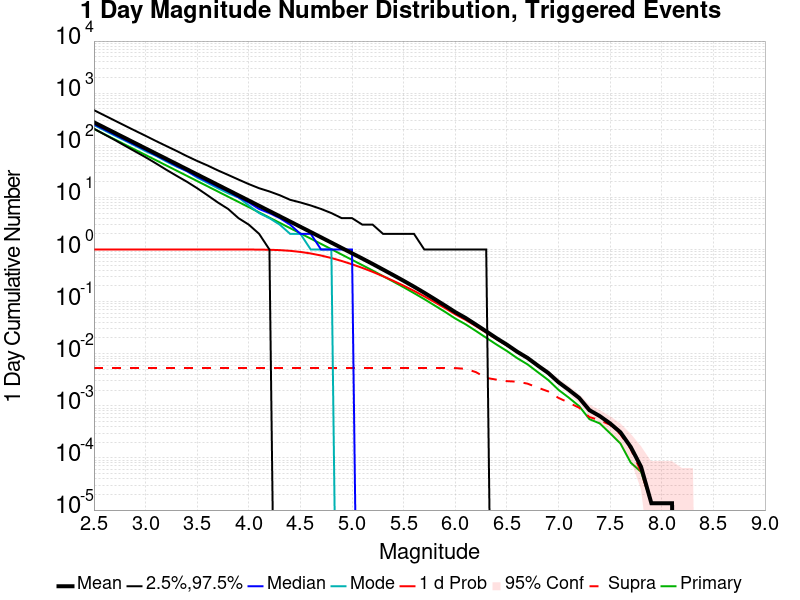 1 Day Magnitude Number Distribution, Triggered Events
1 Day Cumulative Number
10^4
10^3
10^2
10^1
10^0
10^-1
10^-2
10^-3
10^-4
10^-5
2.5 3.0 3.5 4.0 4.5 5.0 5.5 6.0 6.5 7.0 7.5 8.0 8.5 9.0
Magnitude
Mean 2.5%,97.5% Median Mode 1 d Prob 95% Conf Supra Primary